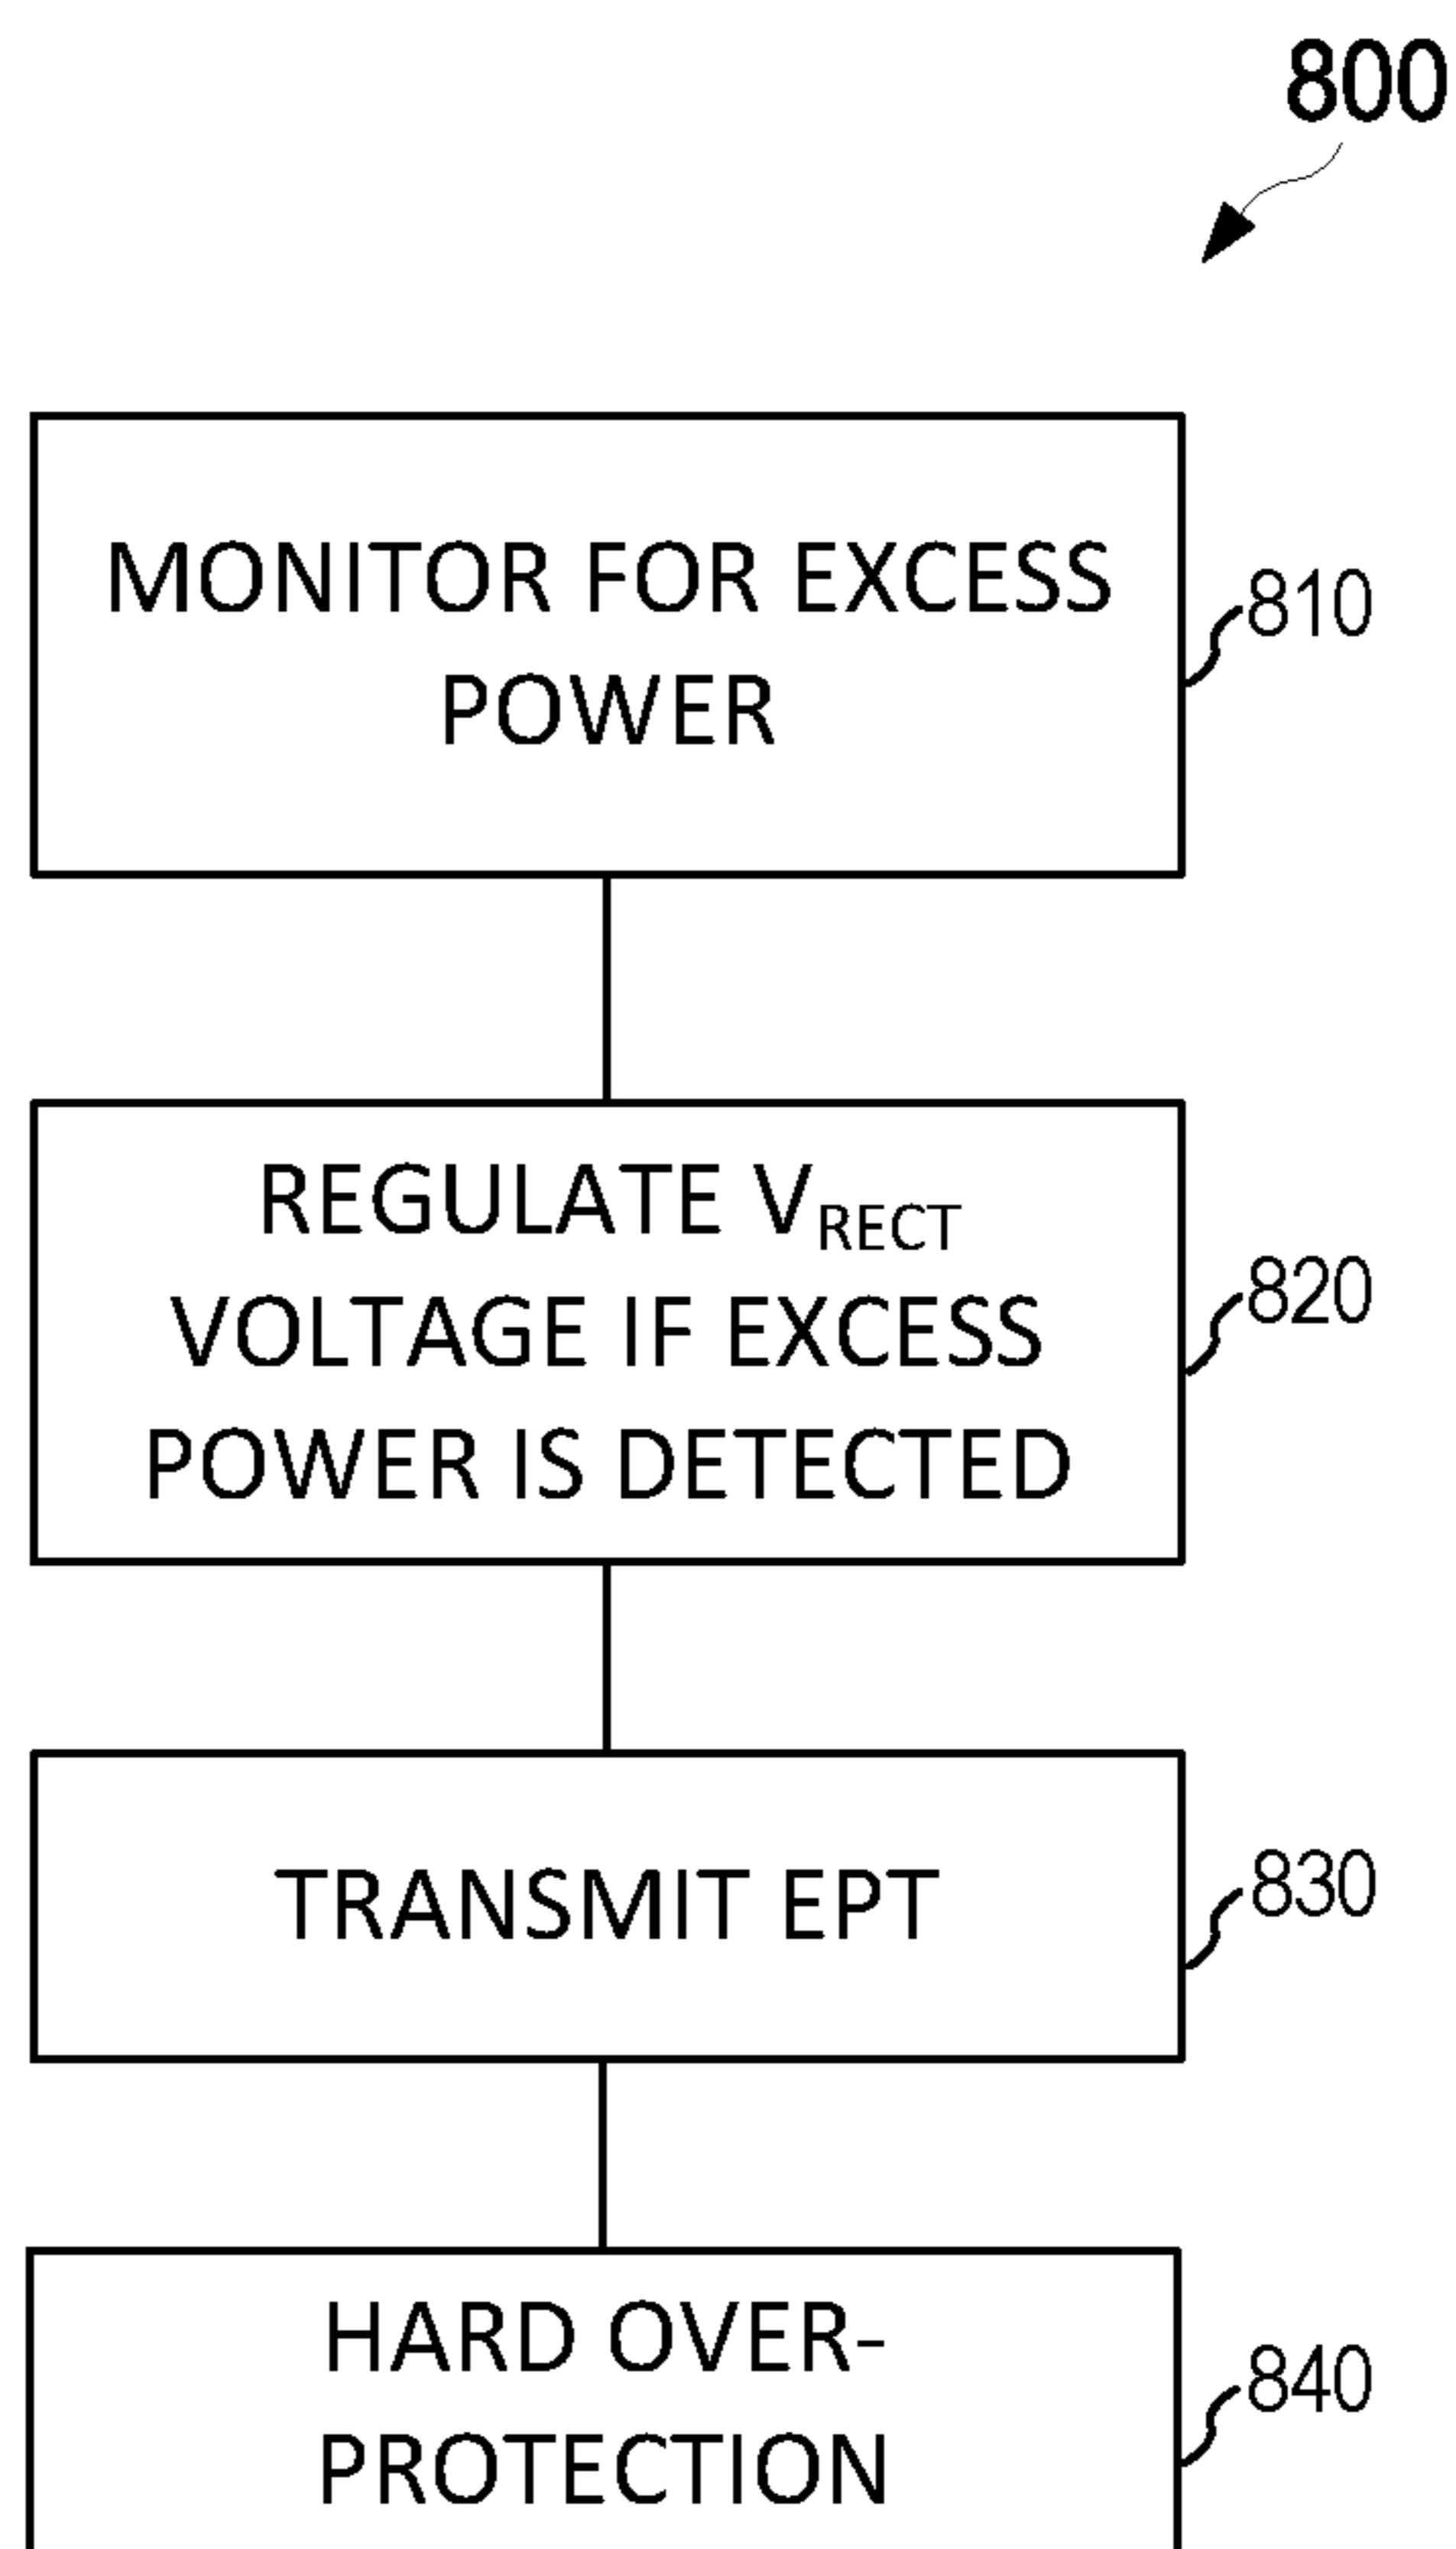 800
MONITOR FOR EXCESS
POWER
810
REGULATE VRECT
VOLTAGE IF EXCESS
POWER IS DETECTED
820
TRANSMIT EPT
830
HARD OVER-
PROTECTION
840